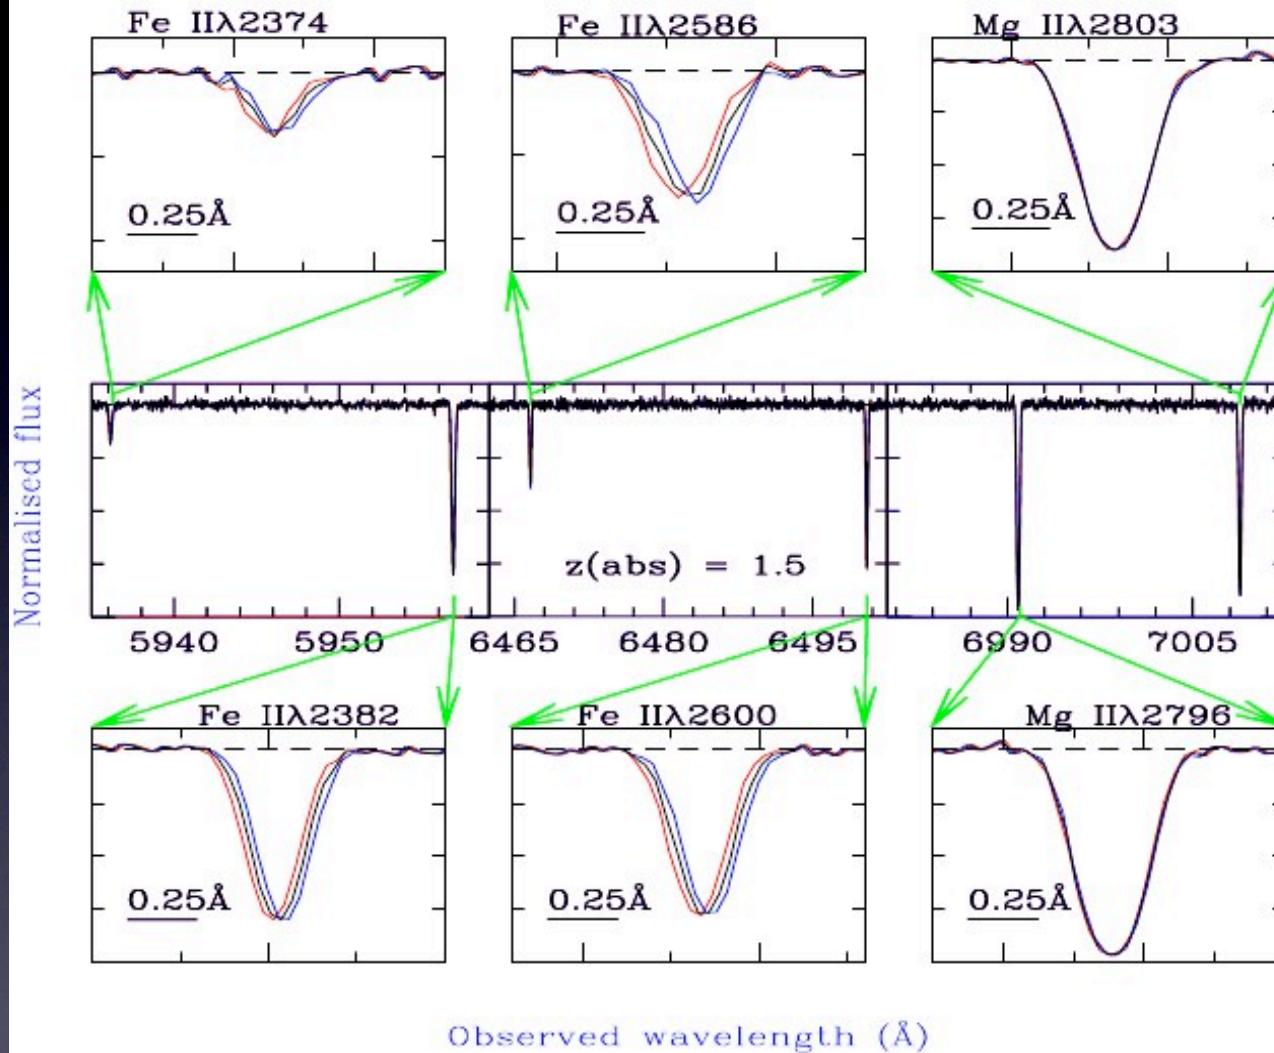 Fe IIλ2374
Fe IIλ2586
Mg IIλ2803
0.25Å
0.25Å
0.25Å
Normalised flux
z(abs) = 1.5
5940
5950
6465
6480
6495
6990
7005
Fe IIλ2382
Fe IIλ2600
Mg IIλ2796
0.25Å
0.25Å
0.25Å
Observed wavelength (Å)